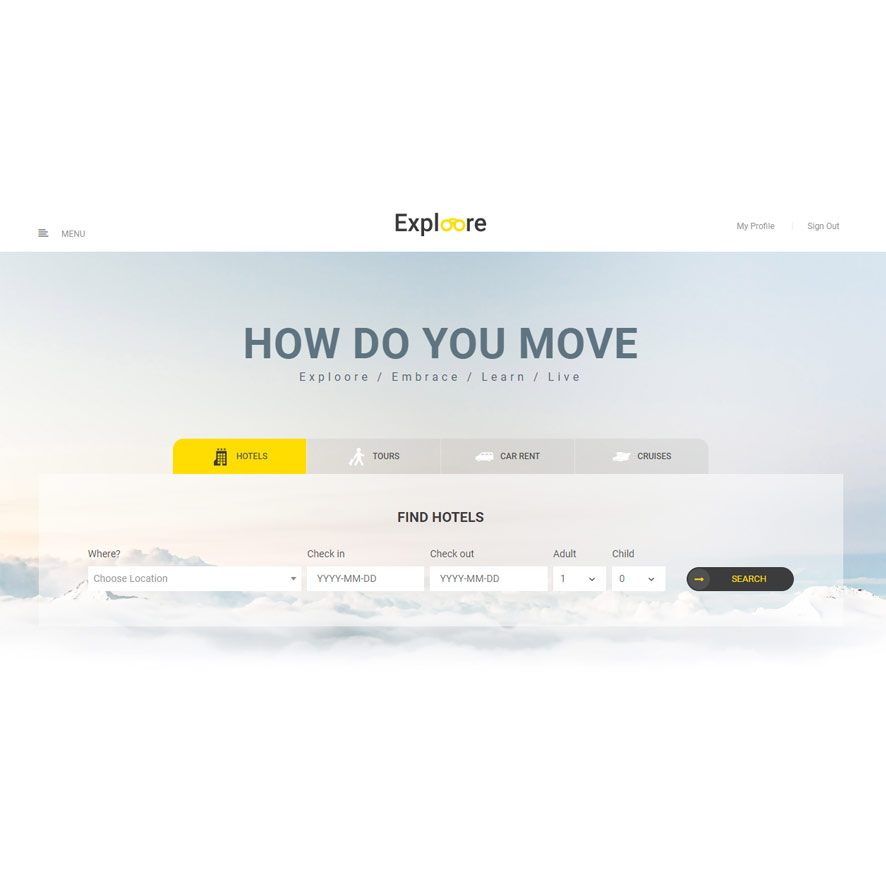 MENU
Exploore
My Profile
Sign Out
HOW DO YOU MOVE
Exploore / Embrace / Learn / Live
HOTELS
TOURS
CAR RENT
CRUISES
FIND HOTELS
Where?
Check in
Check out
Adult
Child
Choose Location
YYYY-MM-DD
YYYY-MM-DD
1
0
SEARCH